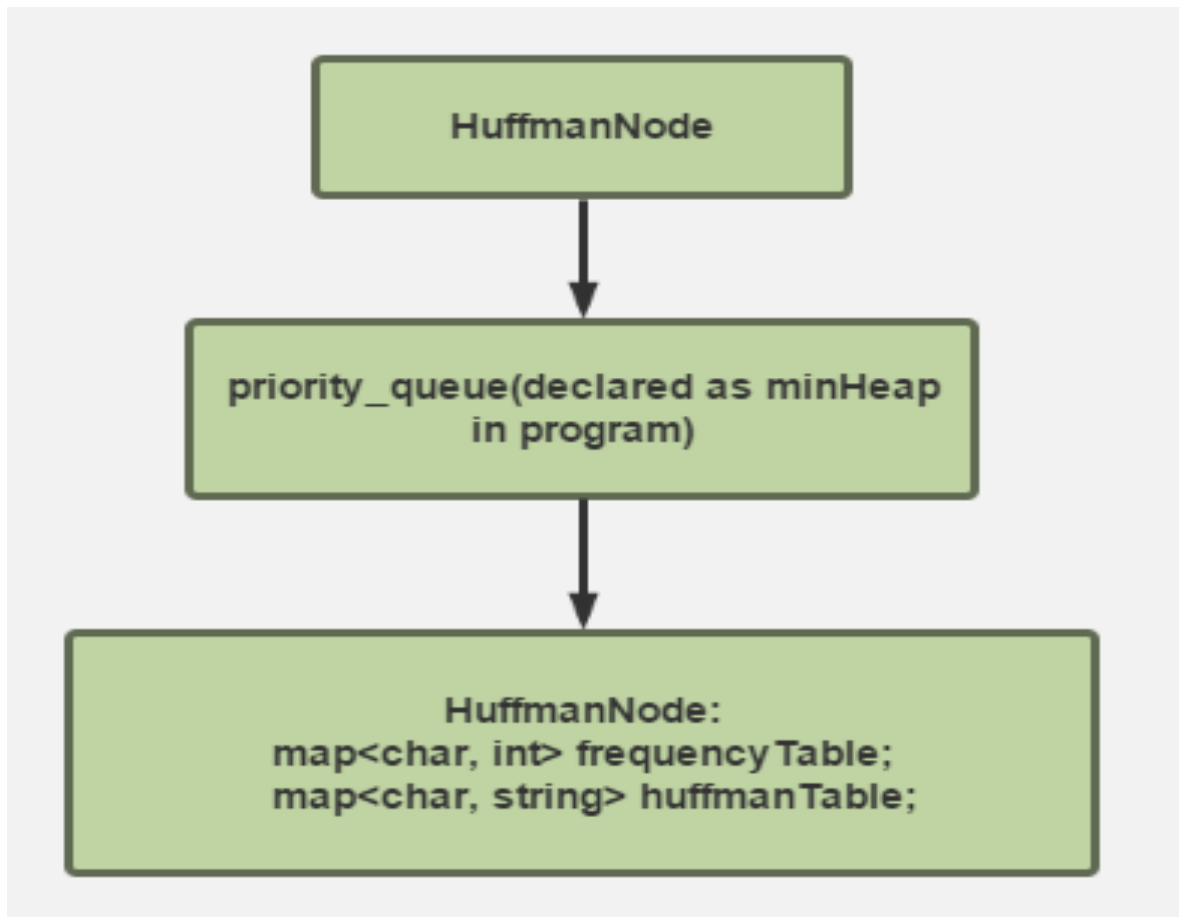 HuffmanNode
priority_queue(declared as minHeap
in program)
HuffmanNode:
map<char, int> frequencyTable;
map<char, string> huffmanTable;